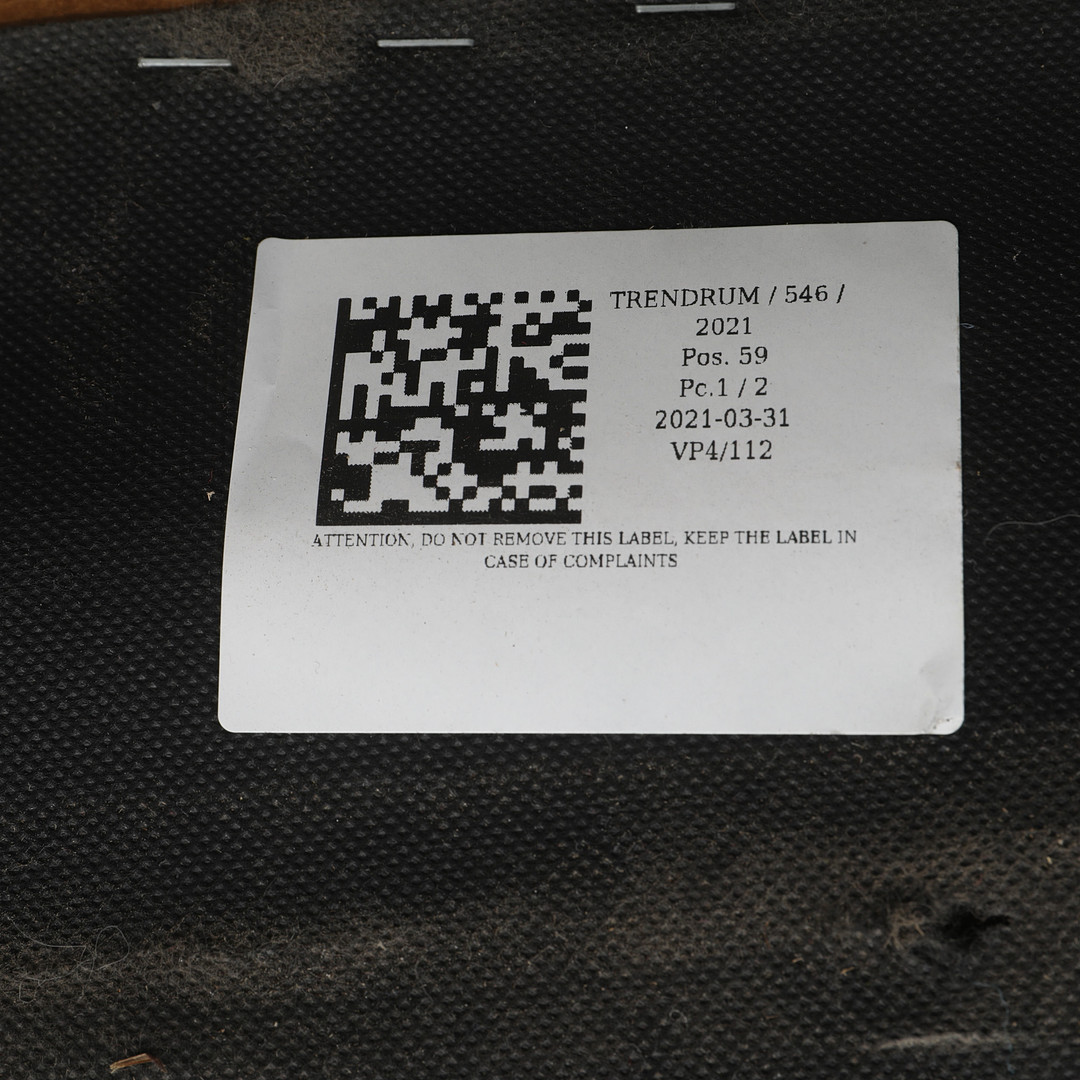 TRENDRUM / 546 /
2021
Pos. 59
Pc.1 / 2
2021-03-31
VP4/112
ATTENTION, DO NOT REMOVE THIS LABEL, KEEP THE LABEL IN
CASE OF COMPLAINTS